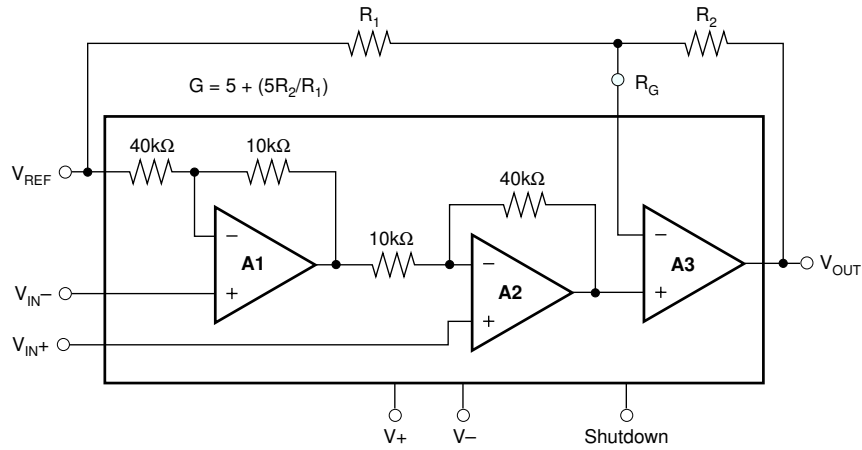 R1
R2
G = 5 + (5R2/R1)
RG
40kΩ
10kΩ
VREF
40kΩ
10kΩ
−
A1
+
−
A2
+
−
A3
+
VOUT
VIN−
VIN+
V+
V−
Shutdown